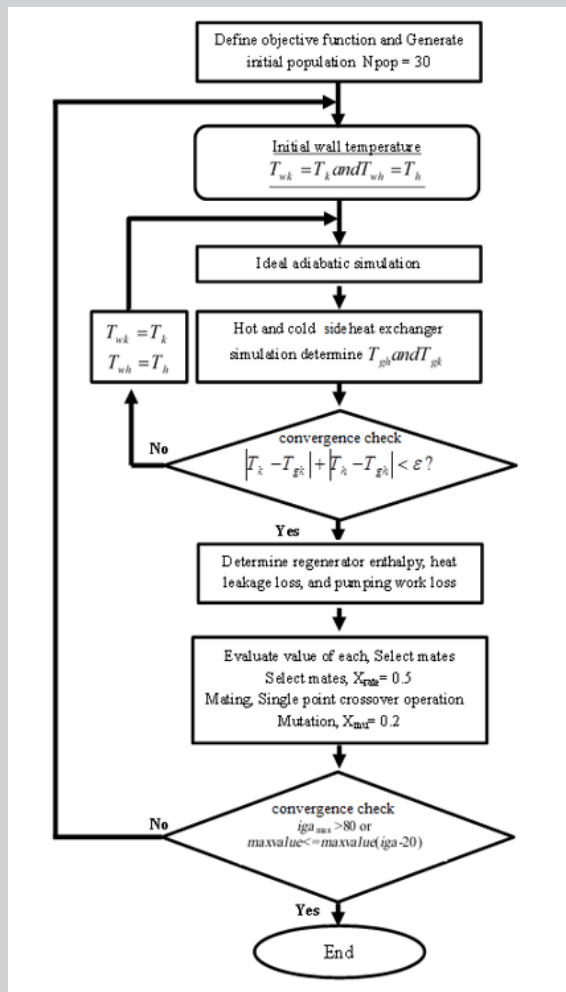 Define objective function and Generate
initial population Npop = 30
Initial wall temperature
T_wk = T_k and T_wh = T_h
Ideal adiabatic simulation
T_wk = T_k
T_wh = T_h
Hot and cold side heat exchanger
simulation determine T_gh and T_gk
convergence check
|T_k − T_gk| + |T_h − T_gh| < ε ?
No
Yes
Determine regenerator enthalpy, heat
leakage loss, and pumping work loss
Evaluate value of each, Select mates
Select mates, X_rate= 0.5
Mating, Single point crossover operation
Mutation, X_mu= 0.2
convergence check
iga_max >80 or
maxvalue<=maxvalue(iga-20)
No
Yes
End